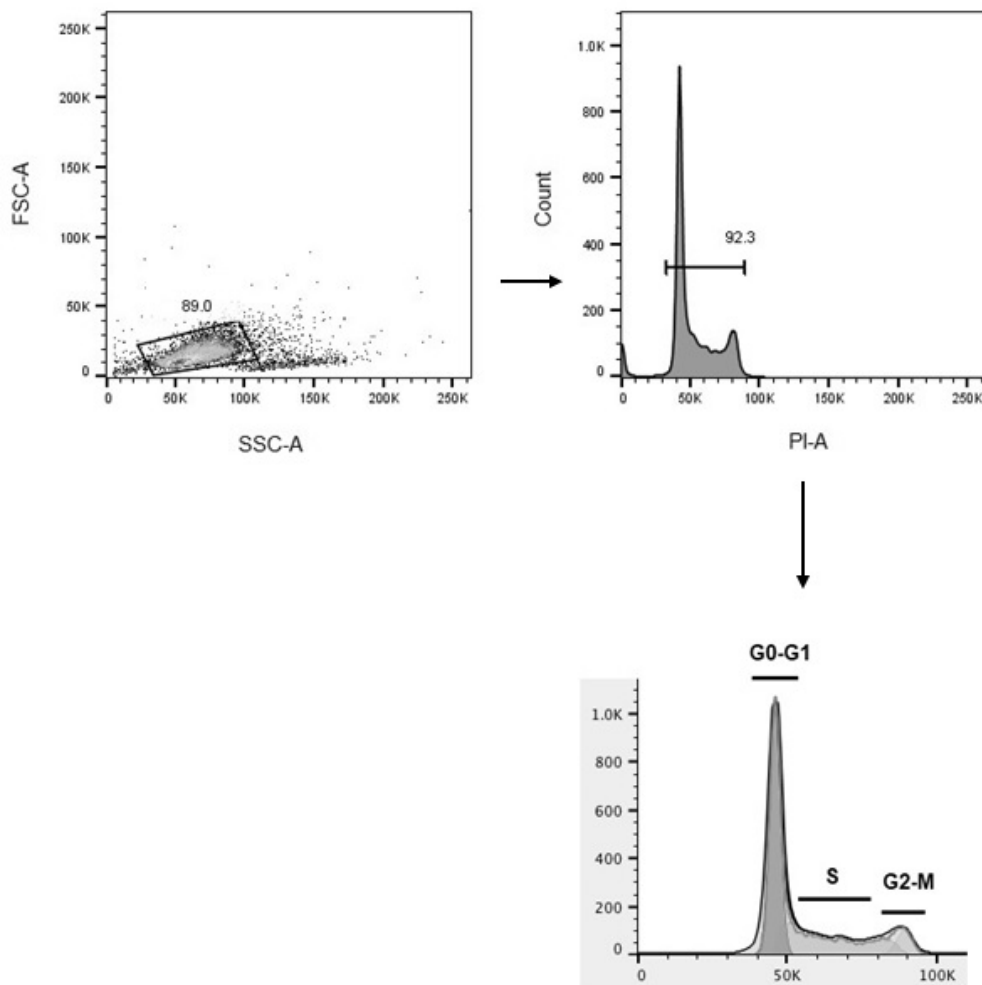 250K
200K
150K
100K
50K
0
FSC-A
89.0
0 50K 100K 150K 200K 250K
SSC-A
1.0K
800
600
400
200
0
Count
92.3
0 50K 100K 150K 200K 250K
PI-A
G0-G1
1.0K
800
600
400
200
0
S
G2-M
0 50K 100K